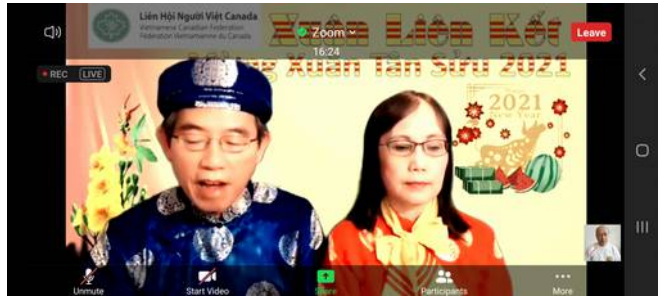 Liên Hội Người Việt Canada
Vietnamese Canadian Federation
Fédération Vietnamienne du Canada
Zoom
16:24
Leave
Xuân Liên Kết
Xuân Tân Sửu 2021
REC
LIVE
2021
New Year
Unmute
Start Video
Share
Participants
More